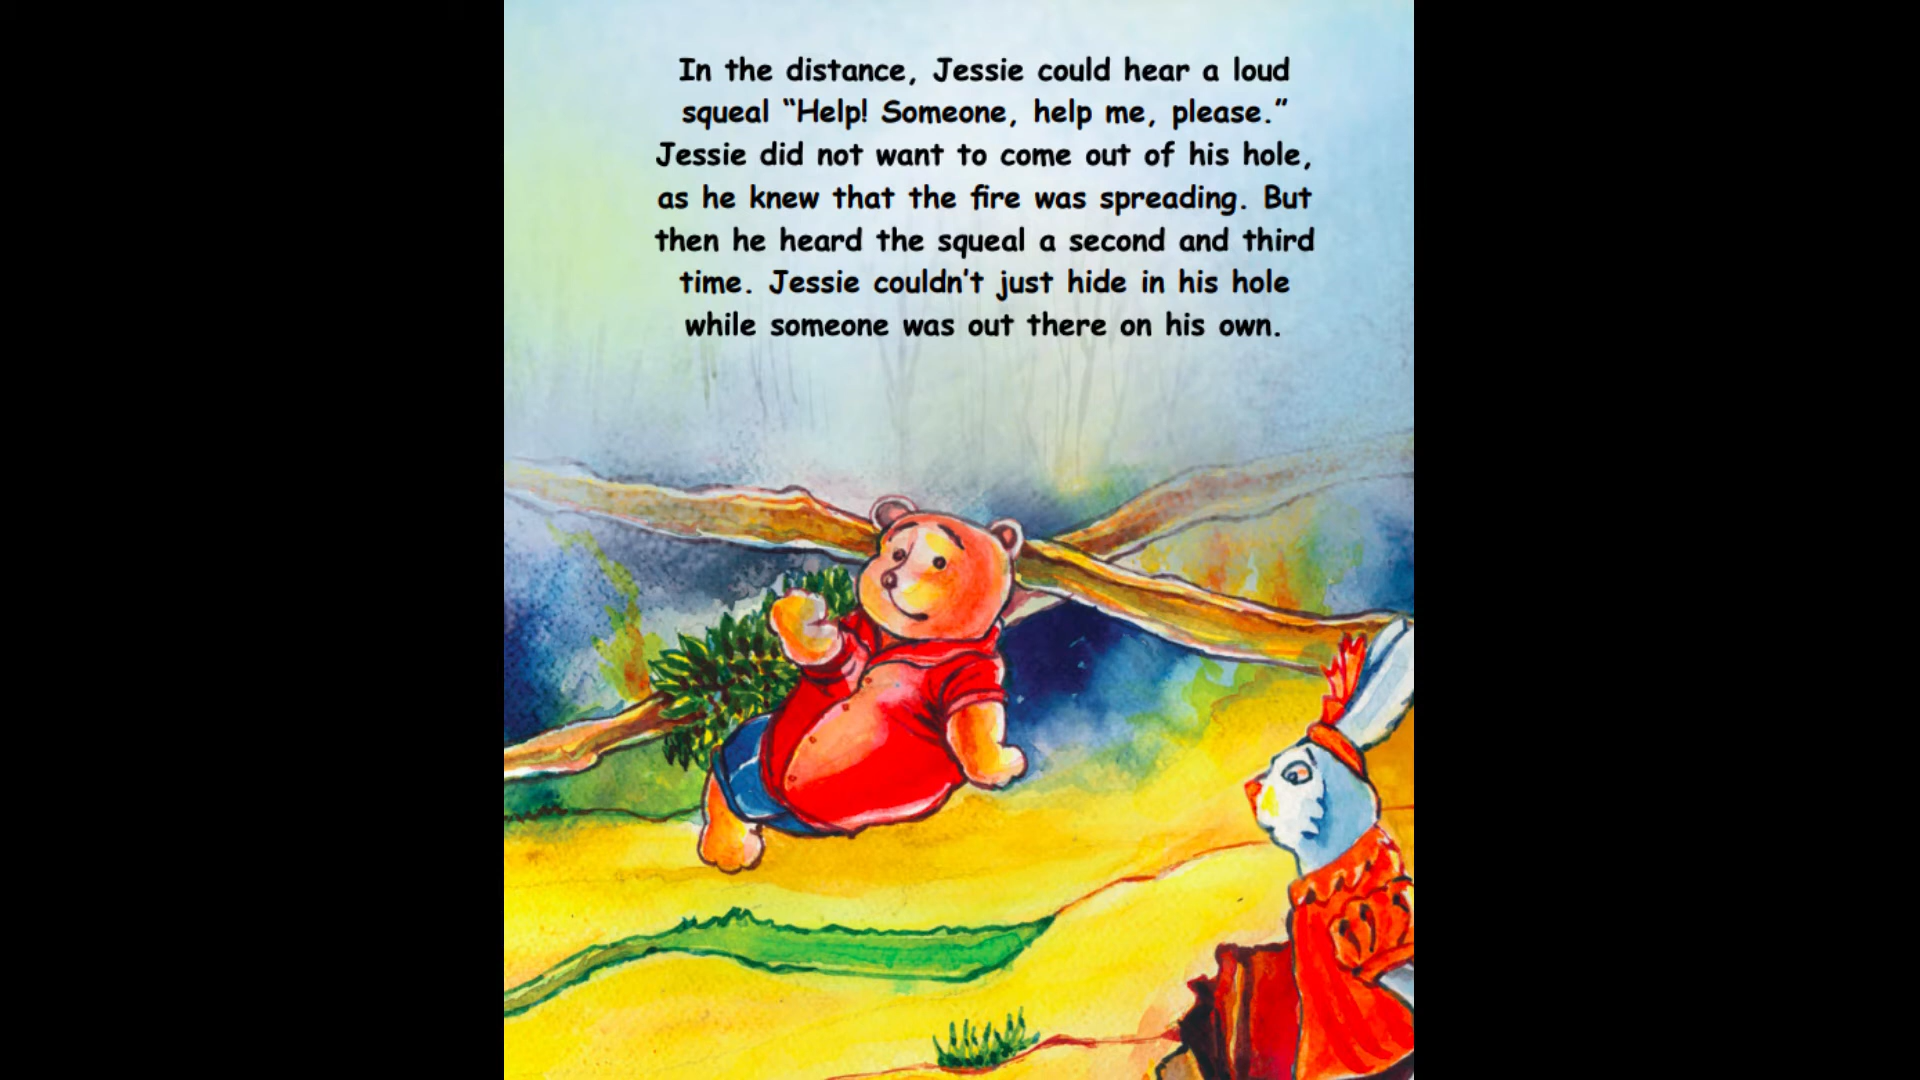 In the distance, Jessie could hear a loud
squeal “Help! Someone, help me, please.”
Jessie did not want to come out of his hole,
as he knew that the fire was spreading. But
then he heard the squeal a second and third
time. Jessie couldn't just hide in his hole
while someone was out there on his own.